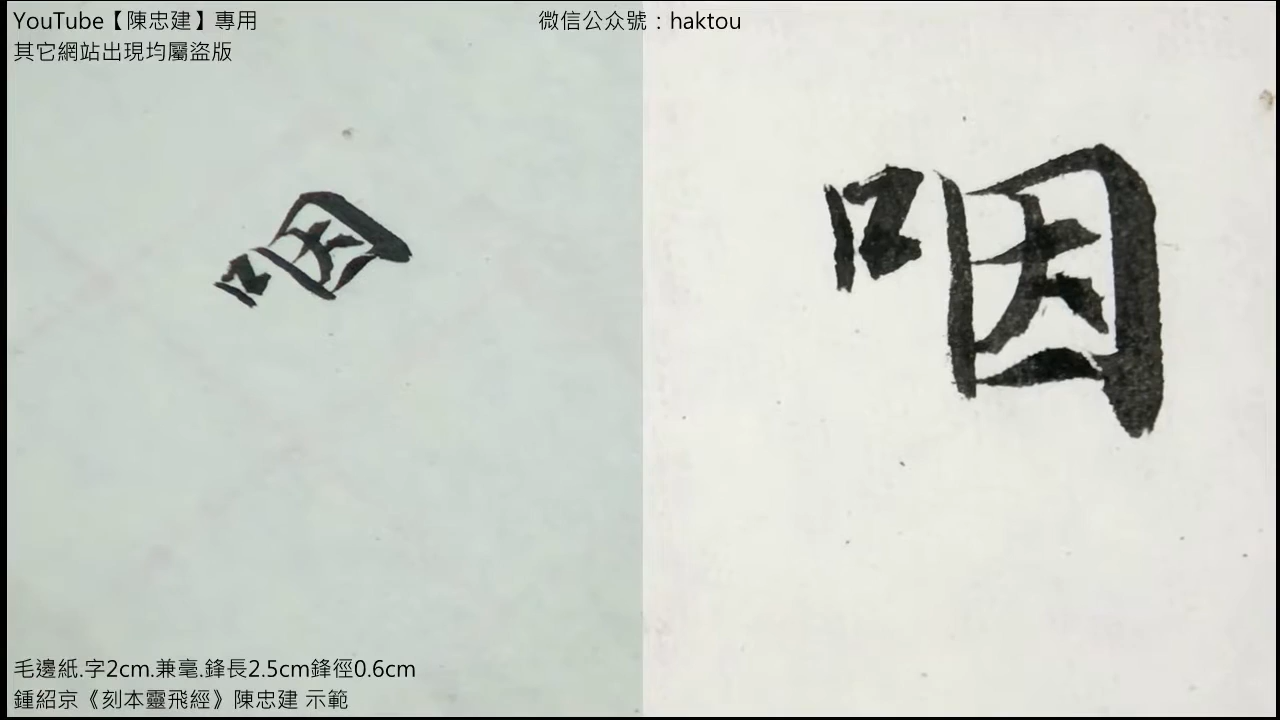 YouTube【陳忠建】專用
其它網站出現均屬盜版
微信公众號：haktou
咽
咽
毛邊紙.字2cm.兼毫.鋒長2.5cm鋒徑0.6cm
鍾紹京《刻本靈飛經》陳忠建 示範